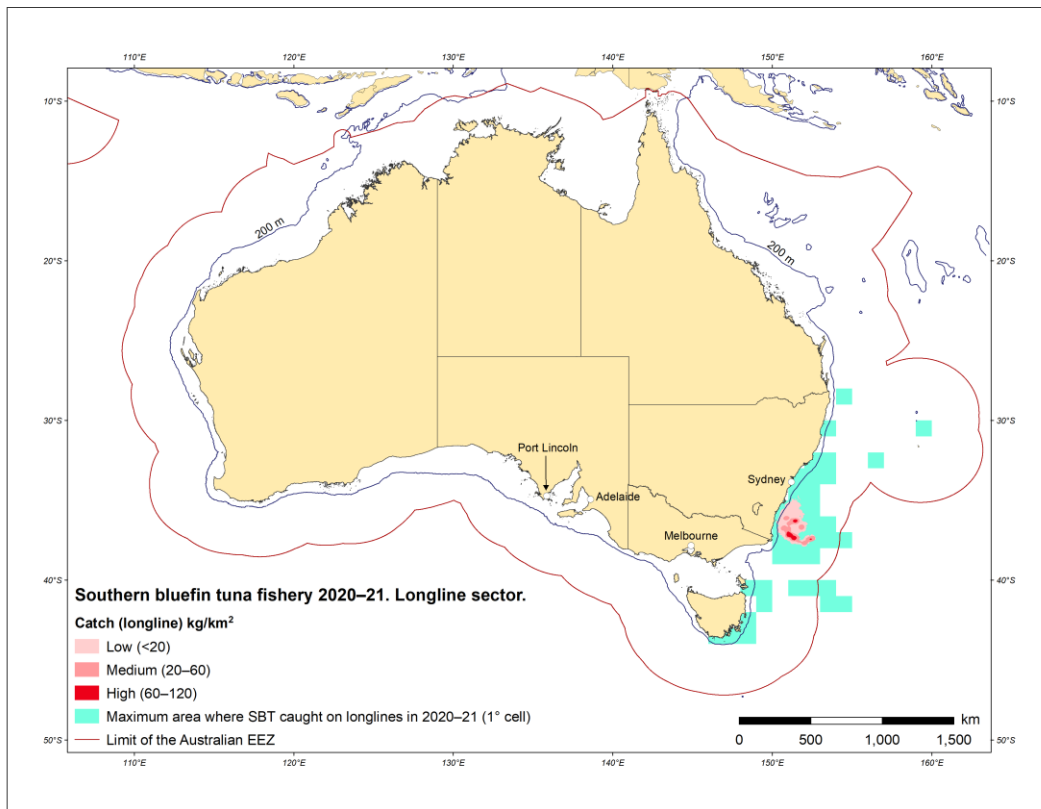 110°E 120°E 130°E 140°E 150°E 160°E
10°S 10°S
200 m
200 m
20°S 20°S
30°S 30°S
Port Lincoln
Sydney
Adelaide
Melbourne
40°S 40°S
Southern bluefin tuna fishery 2020–21. Longline sector.
Catch (longline) kg/km²
Low (<20)
Medium (20–60)
High (60–120)
Maximum area where SBT caught on longlines in 2020–21 (1° cell)
Limit of the Australian EEZ
km
0 500 1,000 1,500
50°S 50°S
110°E 120°E 130°E 140°E 150°E 160°E